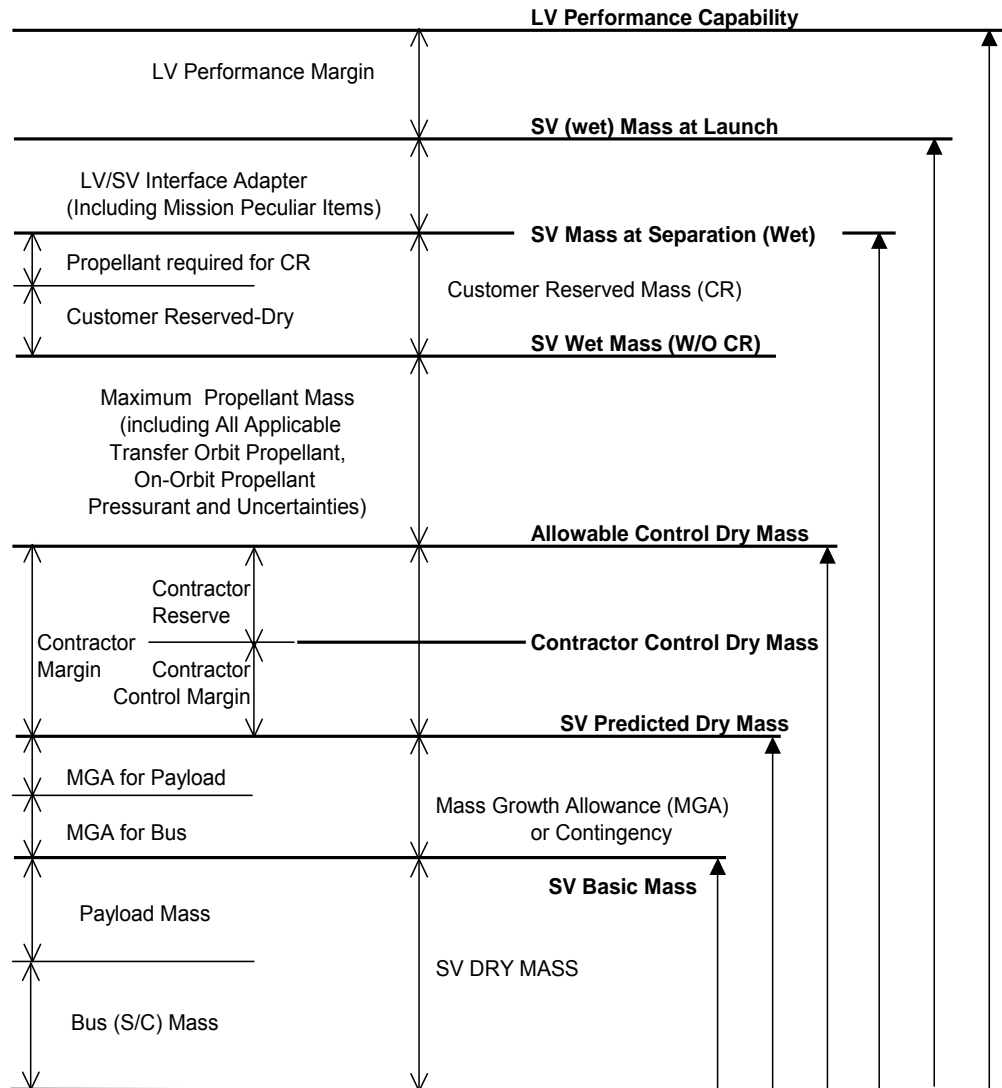 LV Performance Capability
LV Performance Margin
SV (wet) Mass at Launch
LV/SV Interface Adapter
(Including Mission Peculiar Items)
SV Mass at Separation (Wet)
Propellant required for CR
Customer Reserved Mass (CR)
Customer Reserved-Dry
SV Wet Mass (W/O CR)
Maximum Propellant Mass
(including All Applicable
Transfer Orbit Propellant,
On-Orbit Propellant
Pressurant and Uncertainties)
Allowable Control Dry Mass
Contractor
Reserve
Contractor
Margin
Contractor Control Dry Mass
Contractor
Control Margin
SV Predicted Dry Mass
MGA for Payload
Mass Growth Allowance (MGA)
or Contingency
MGA for Bus
SV Basic Mass
Payload Mass
SV DRY MASS
Bus (S/C) Mass